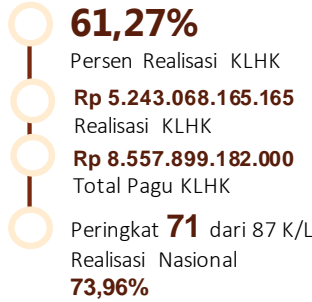 61,27%
Persen Realisasi KLHK
Rp 5.243.068.165.165
Realisasi KLHK
Rp 8.557.899.182.000
Total Pagu KLHK
Peringkat 71 dari 87 K/L
Realisasi Nasional
73,96%